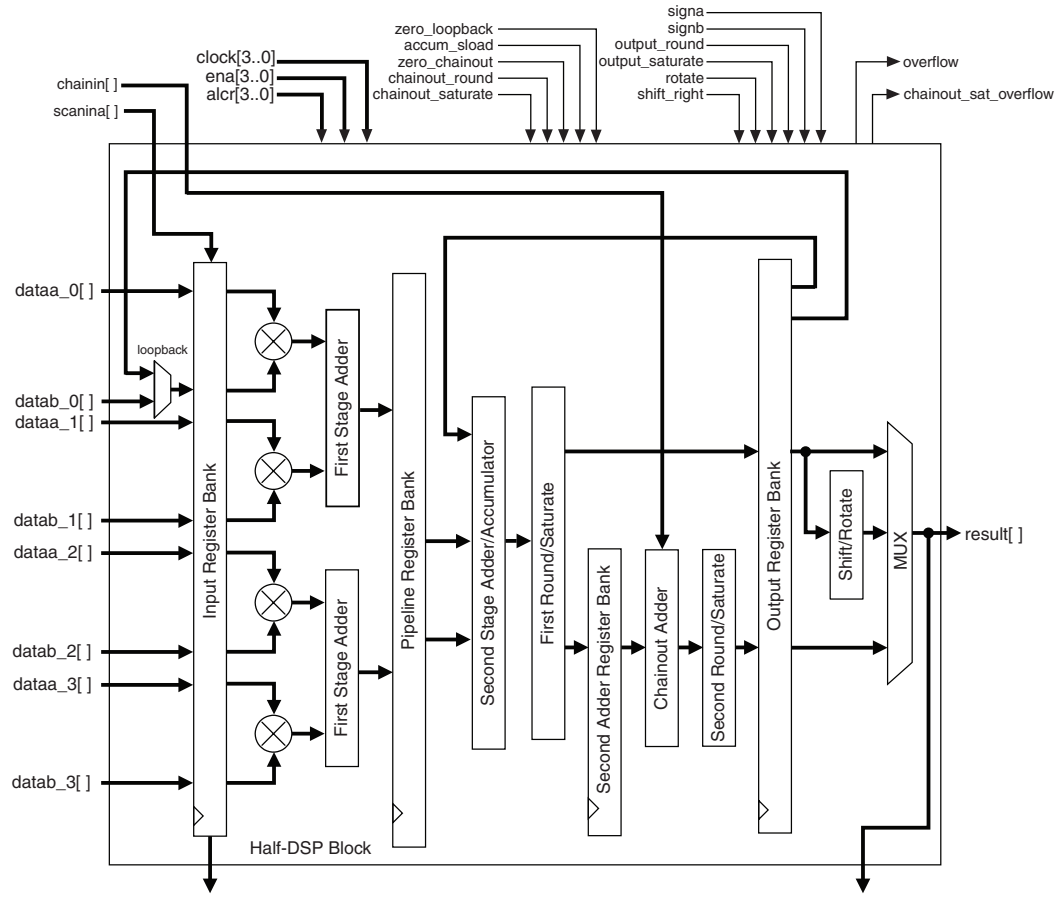 signa
signb
output_round
output_saturate
rotate
shift_right
zero_loopback
accum_sload
zero_chainout
chainout_round
chainout_saturate
clock[3..0]
ena[3..0]
alcr[3..0]
overflow
chainout_sat_overflow
chainin[ ]
scanina[ ]
dataa_0[ ]
loopback
datab_0[ ]
dataa_1[ ]
datab_1[ ]
dataa_2[ ]
datab_2[ ]
dataa_3[ ]
datab_3[ ]
Input Register Bank
First Stage Adder
First Stage Adder
Pipeline Register Bank
Second Stage Adder/Accumulator
First Round/Saturate
Second Adder Register Bank
Chainout Adder
Second Round/Saturate
Output Register Bank
Shift/Rotate
MUX
result[ ]
Half-DSP Block